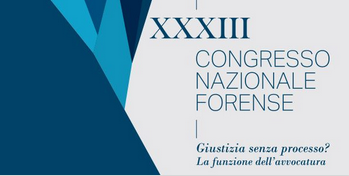 XXXIII
CONGRESSO
NAZIONALE
FORENSE
Giustizia senza processo?
La funzione dell'avvocatura